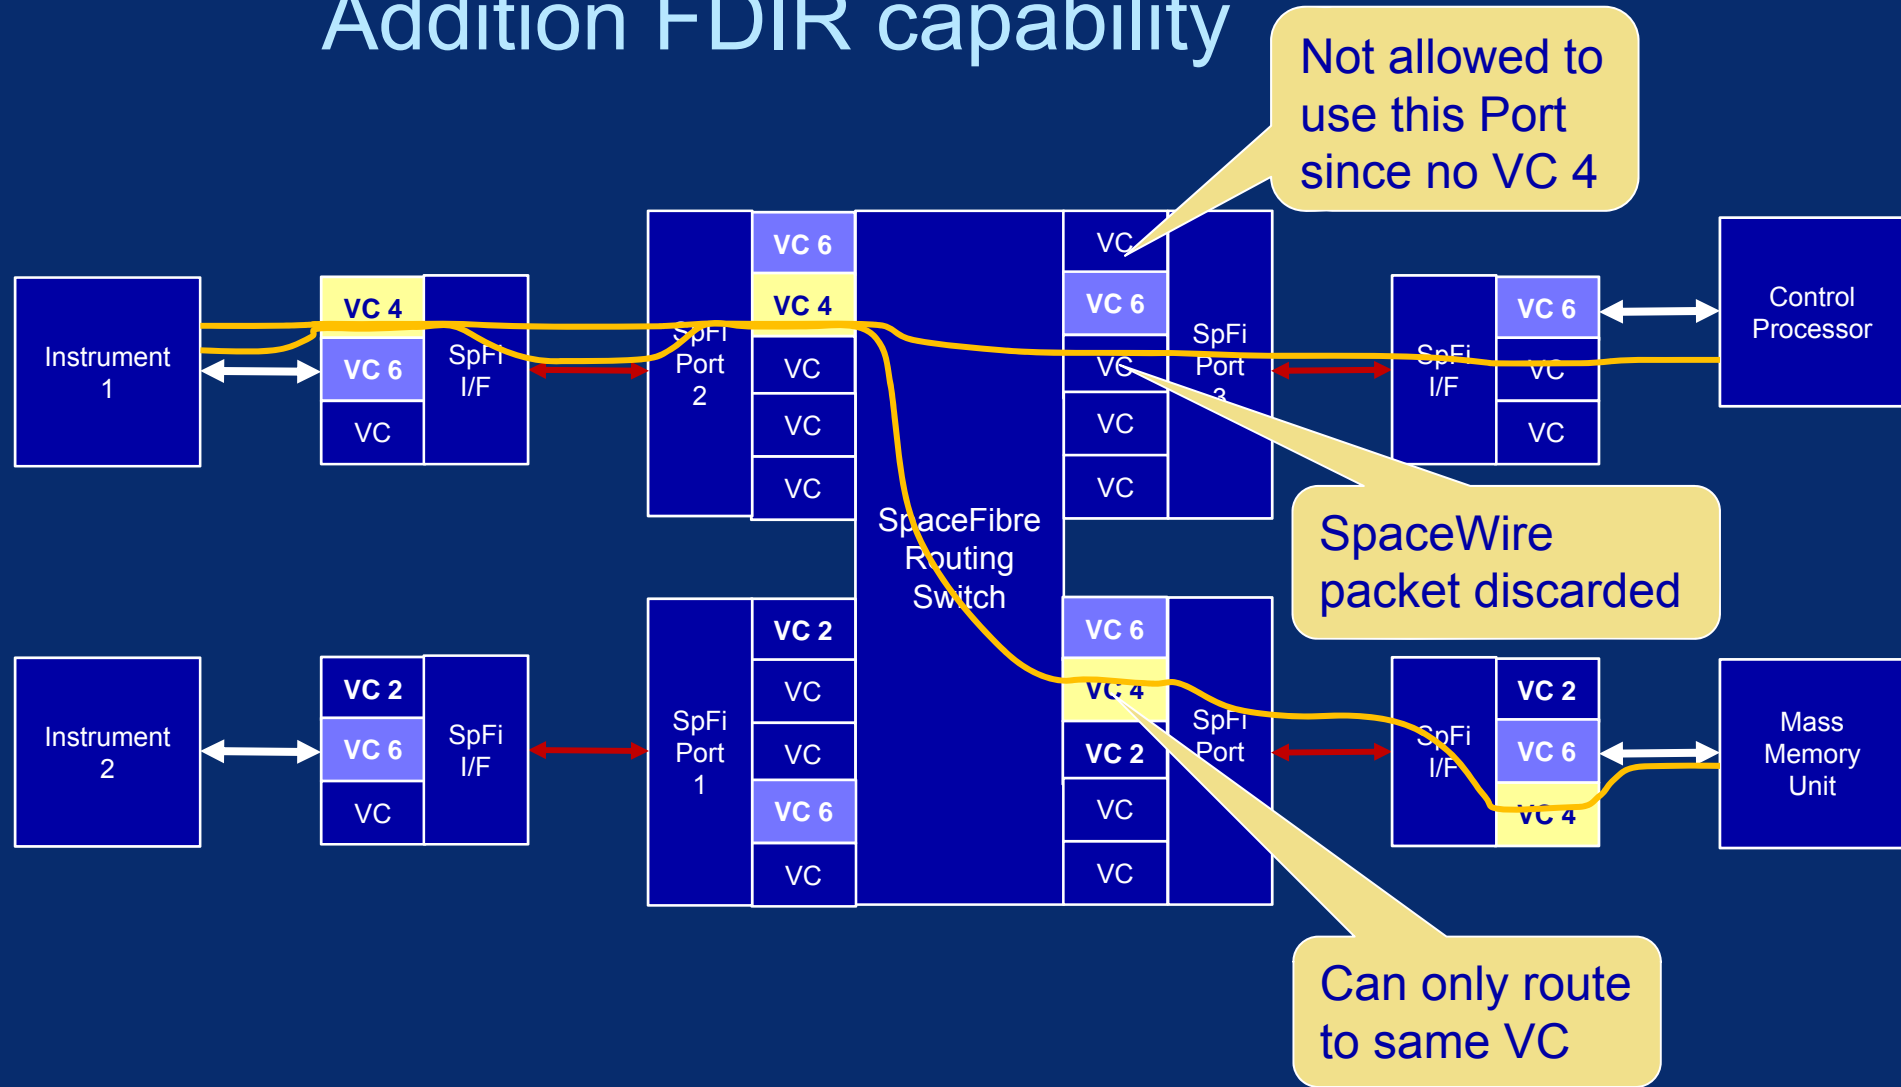 Addition FDIR capability
Not allowed to
use this Port
since no VC 4
Instrument
1
VC 4
VC 6
VC
SpFi
I/F
SpFi
Port
2
VC 6
VC 4
VC
VC
VC
SpaceFibre
Routing
Switch
VC
VC 6
VC
VC
VC
SpFi
Port
3
SpFi
I/F
VC 6
VC
VC
Control
Processor
SpaceWire
packet discarded
Instrument
2
VC 2
VC 6
VC
SpFi
I/F
SpFi
Port
1
VC 2
VC
VC
VC 6
VC
VC 6
VC 4
VC 2
VC
VC
SpFi
Port
SpFi
I/F
VC 2
VC 6
VC 4
Mass
Memory
Unit
Can only route
to same VC